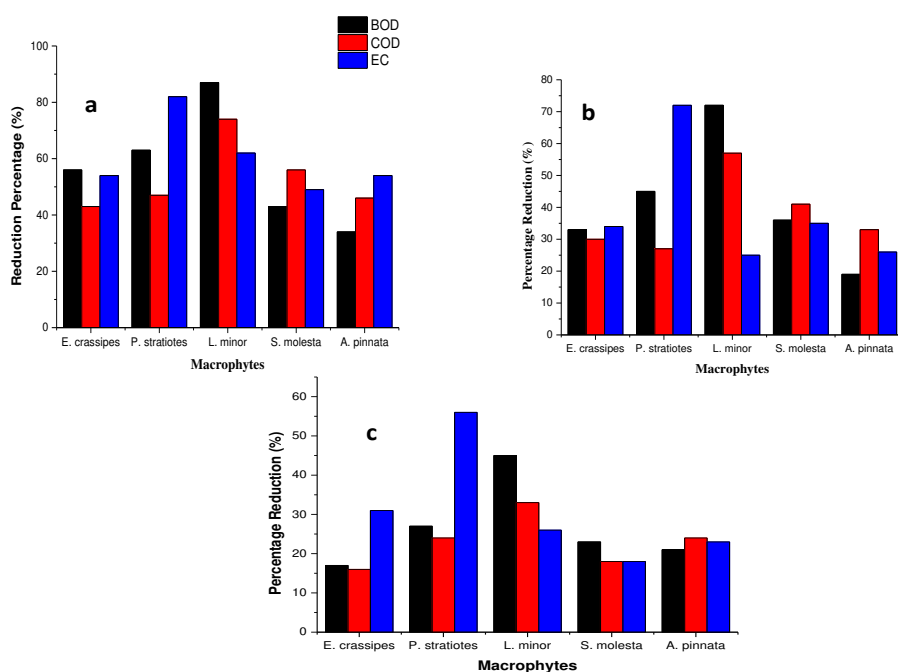 BOD
COD
EC
a
Reduction Percentage (%)
100
80
60
40
20
0
E. crassipes P. stratiotes L. minor S. molesta A. pinnata
Macrophytes
b
Percentage Reduction (%)
80
70
60
50
40
30
20
10
0
E. crassipes P. stratiotes L. minor S. molesta A. pinnata
Macrophytes
c
Percentage Reduction (%)
60
50
40
30
20
10
0
E. crassipes P. stratiotes L. minor S. molesta A. pinnata
Macrophytes